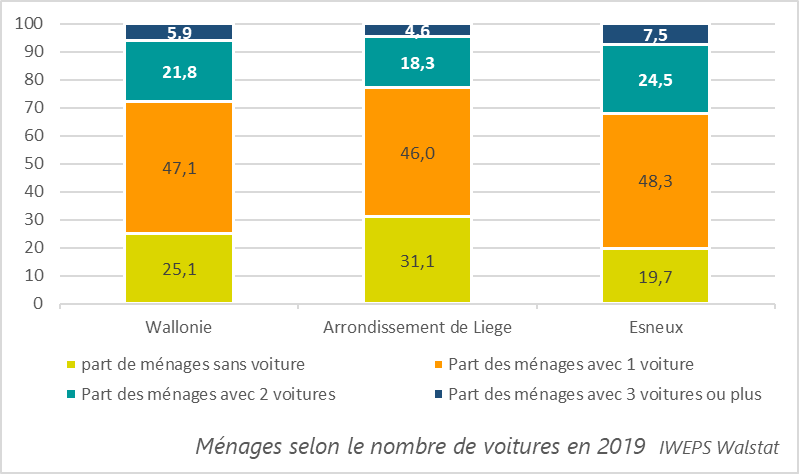 100
90
80
70
60
50
40
30
20
10
0
5,9
4,6
7,5
21,8
18,3
24,5
47,1
46,0
48,3
25,1
31,1
19,7
Wallonie
Arrondissement de Liege
Esneux
part de ménages sans voiture
Part des ménages avec 1 voiture
Part des ménages avec 2 voitures
Part des ménages avec 3 voitures ou plus
Ménages selon le nombre de voitures en 2019 IWEPS Walstat